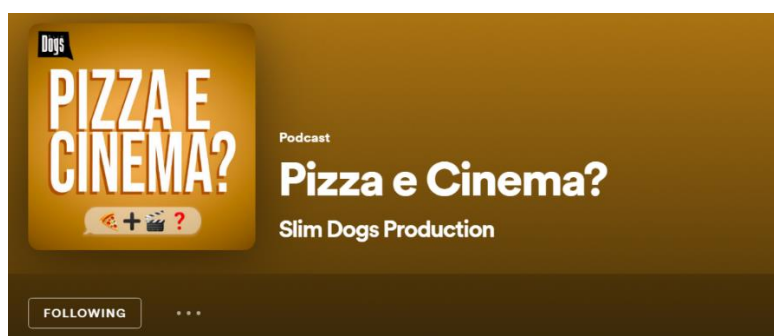 Dogs
PIZZA E
CINEMA?
Podcast
Pizza e Cinema?
Slim Dogs Production
FOLLOWING